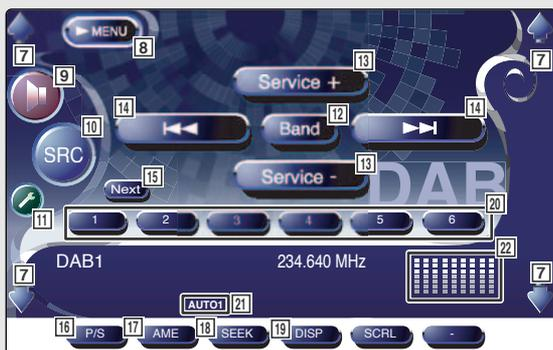 7 ► MENU 8 7
9 Service + 13
14 ⏮ Band 12 ⏭ 14
10 SRC
Service - 13
15 Next DAB
11 1 2 3 4 5 6 20
7 DAB1 234.640 MHz 22 7
AUTO1 21
16 P/S 17 AME 18 SEEK 19 DISP SCRL -